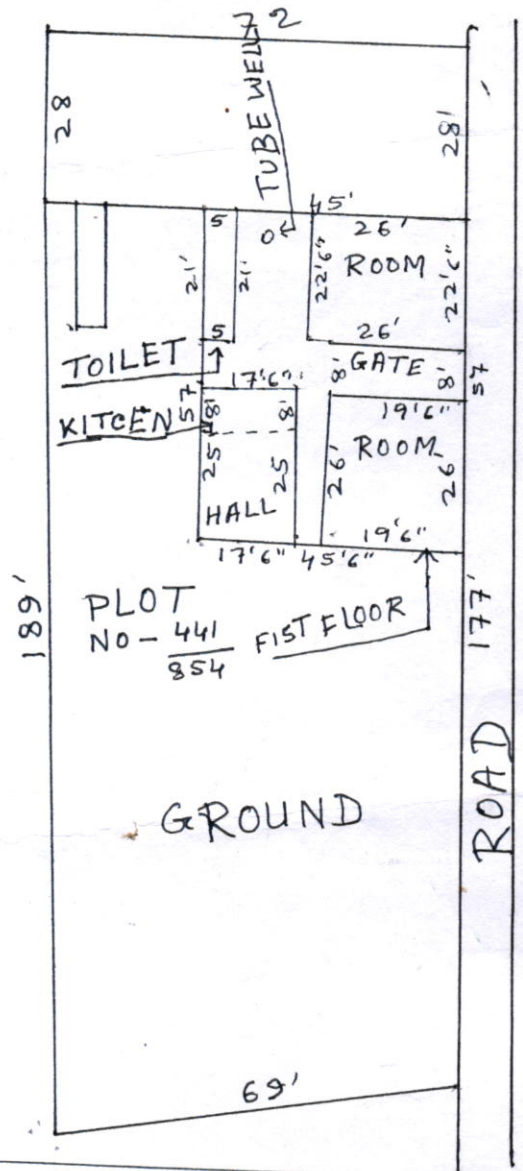 72
28
TUBE WELL
28'
45'
5
26'
21'
21'
22'6"
ROOM
22'6"
5
26'
TOILET
GATE
17'6"
8'
8'
57
57
8'
8'
19'6"
KITCEN
ROOM
25
25
26'
26
HALL
19'6"
17'6"
45'6"
189'
PLOT
NO - 441
854
FIST FLOOR
177'
GROUND
ROAD
69'